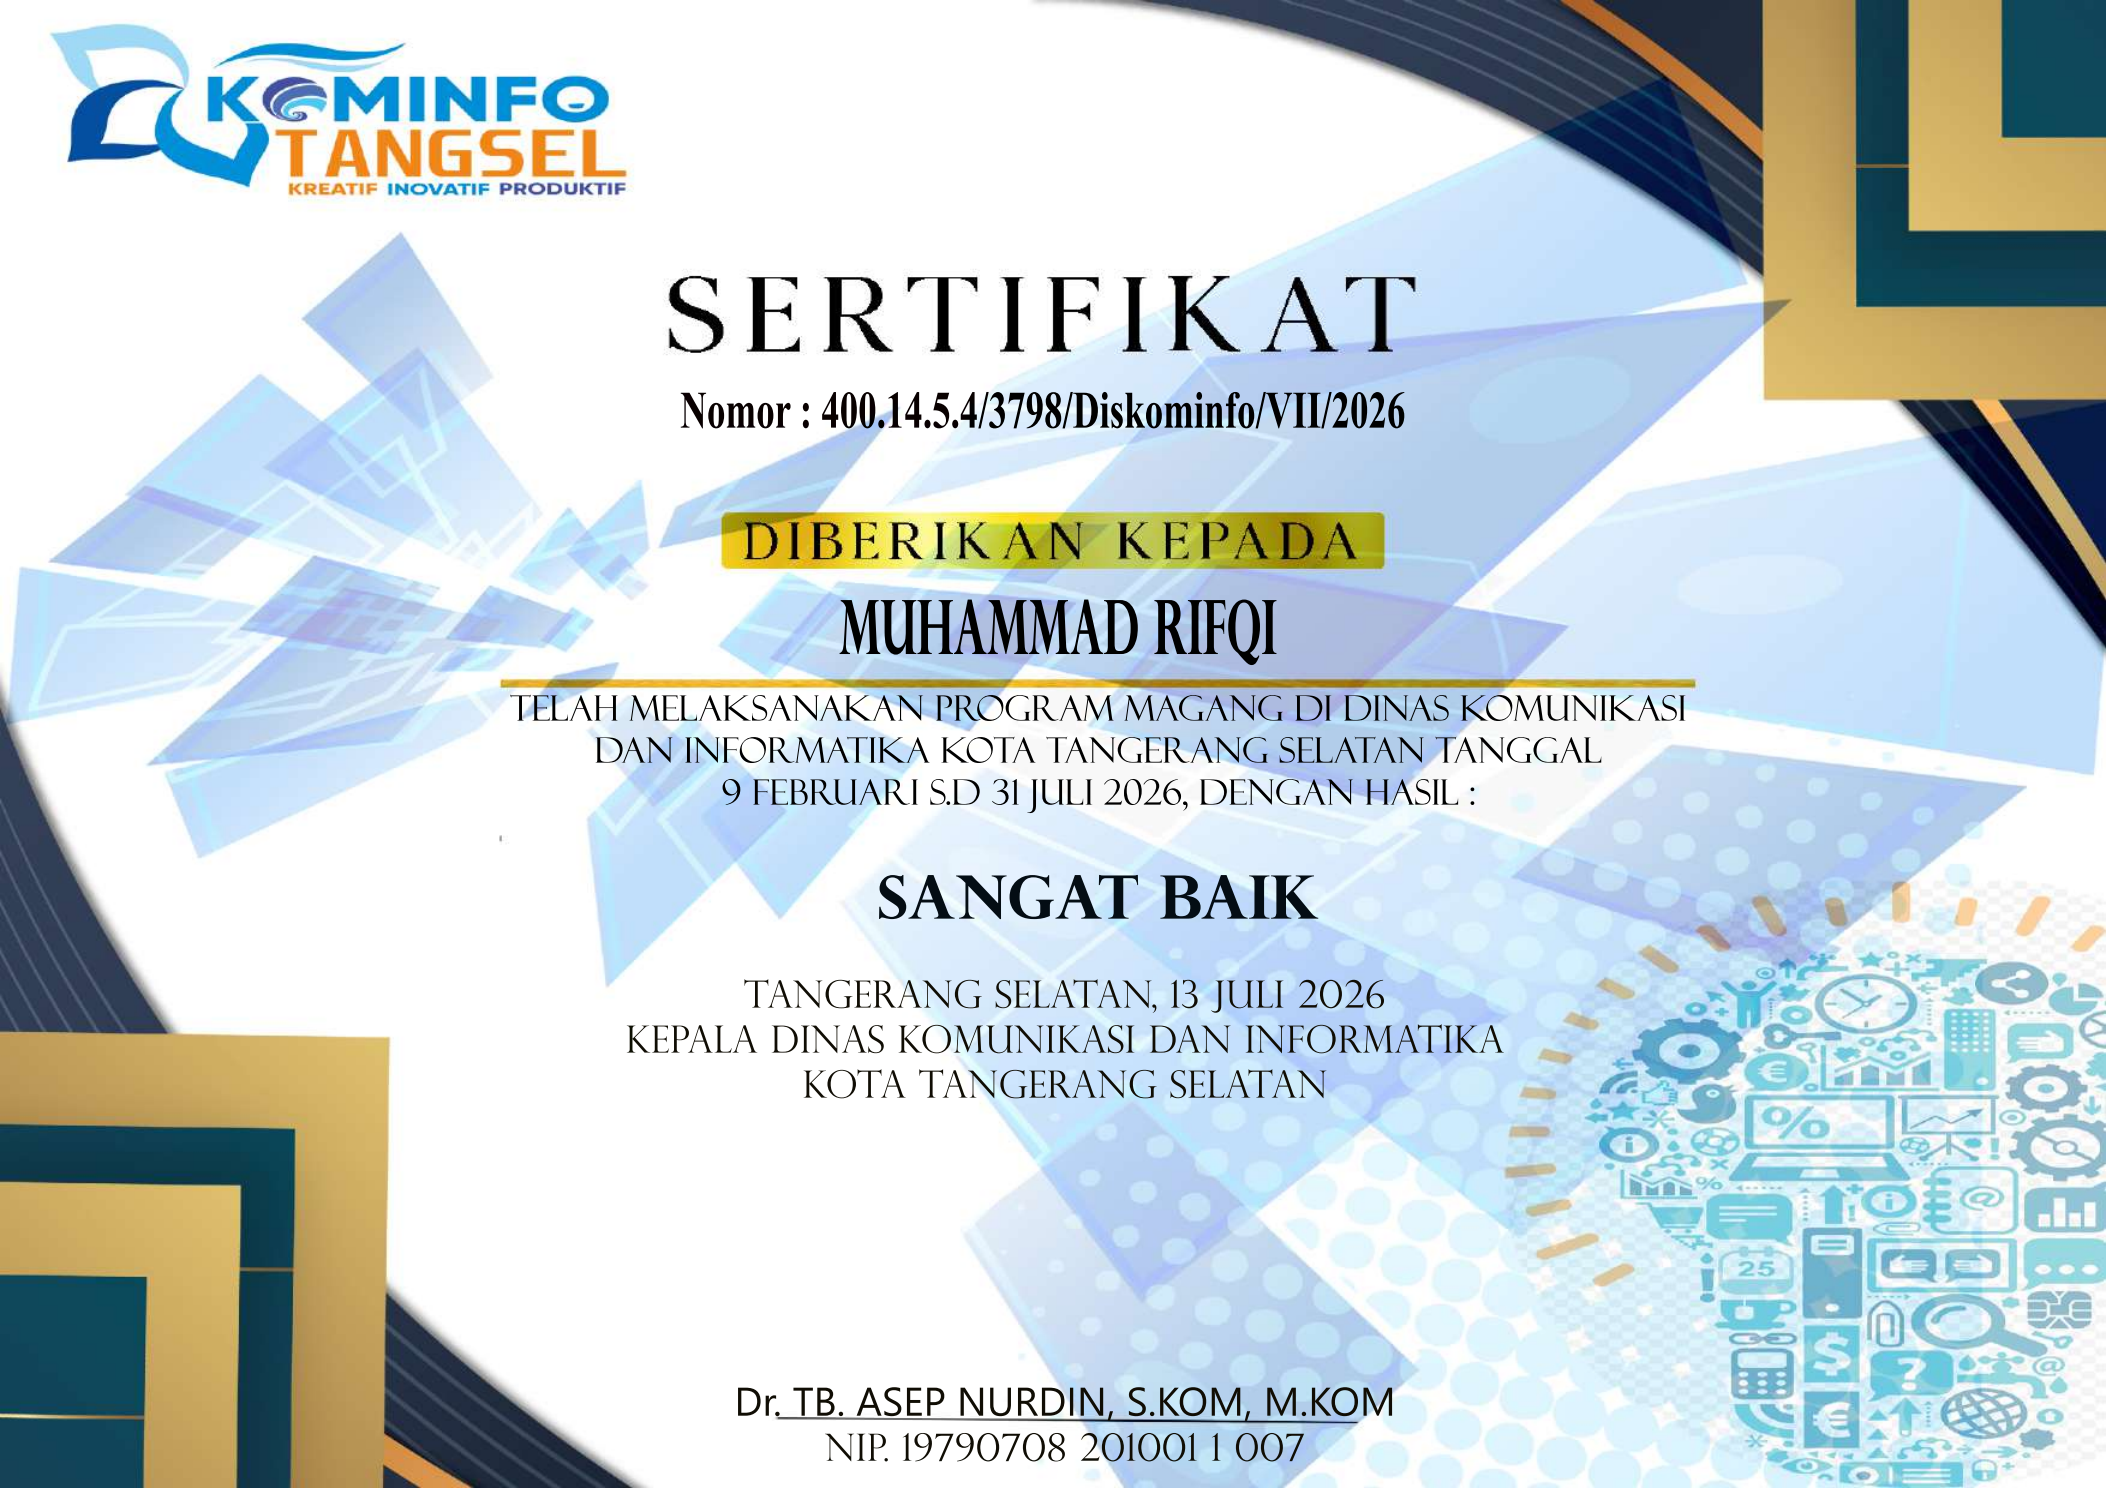 KOMINFO
TANGSEL
KREATIF INOVATIF PRODUKTIF
SERTIFIKAT
Nomor : 400.14.5.4/3798/Diskominfo/VII/2026
DIBERIKAN KEPADA
MUHAMMAD RIFQI
TELAH MELAKSANAKAN PROGRAM MAGANG DI DINAS KOMUNIKASI
DAN INFORMATIKA KOTA TANGERANG SELATAN TANGGAL
9 FEBRUARI S.D 31 JULI 2026, DENGAN HASIL :
SANGAT BAIK
TANGERANG SELATAN, 13 JULI 2026
KEPALA DINAS KOMUNIKASI DAN INFORMATIKA
KOTA TANGERANG SELATAN
25
Dr. TB. ASEP NURDIN, S.KOM, M.KOM
NIP. 19790708 201001 1 007